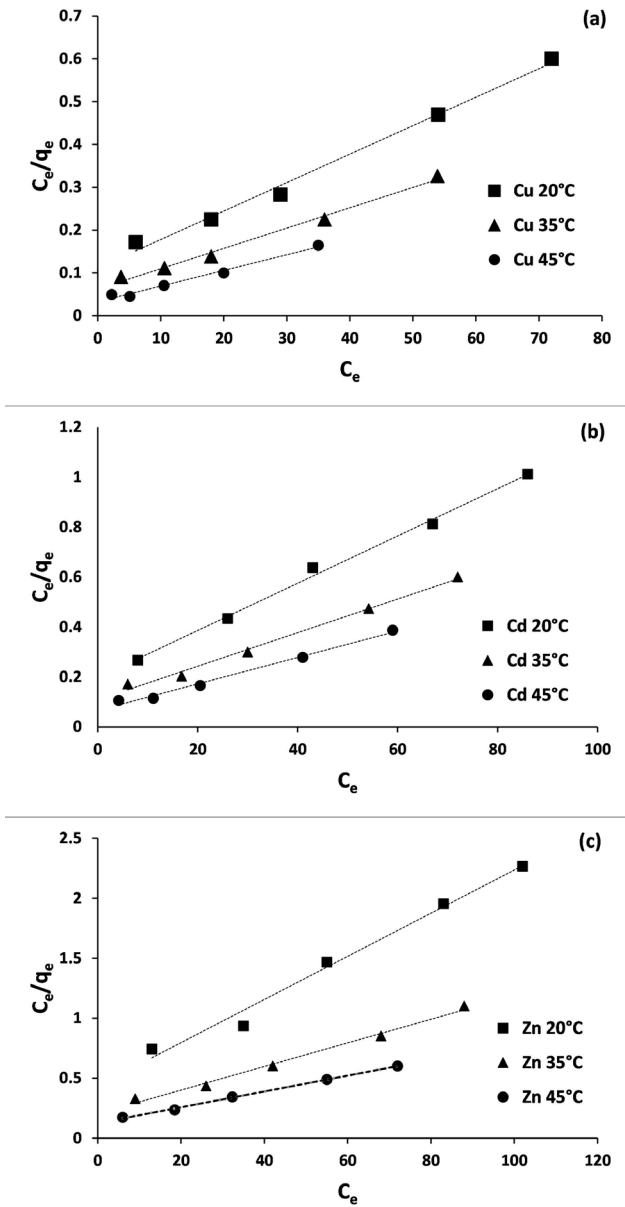 (a)
0.7
0.6
0.5
0.4
0.3
0.2
0.1
0
Ce/qe
Cu 20°C
Cu 35°C
Cu 45°C
0 10 20 30 40 50 60 70 80
Ce
(b)
1.2
1
0.8
0.6
0.4
0.2
0
Ce/qe
Cd 20°C
Cd 35°C
Cd 45°C
0 20 40 60 80 100
Ce
(c)
2.5
2
1.5
1
0.5
0
Ce/qe
Zn 20°C
Zn 35°C
Zn 45°C
0 20 40 60 80 100 120
Ce